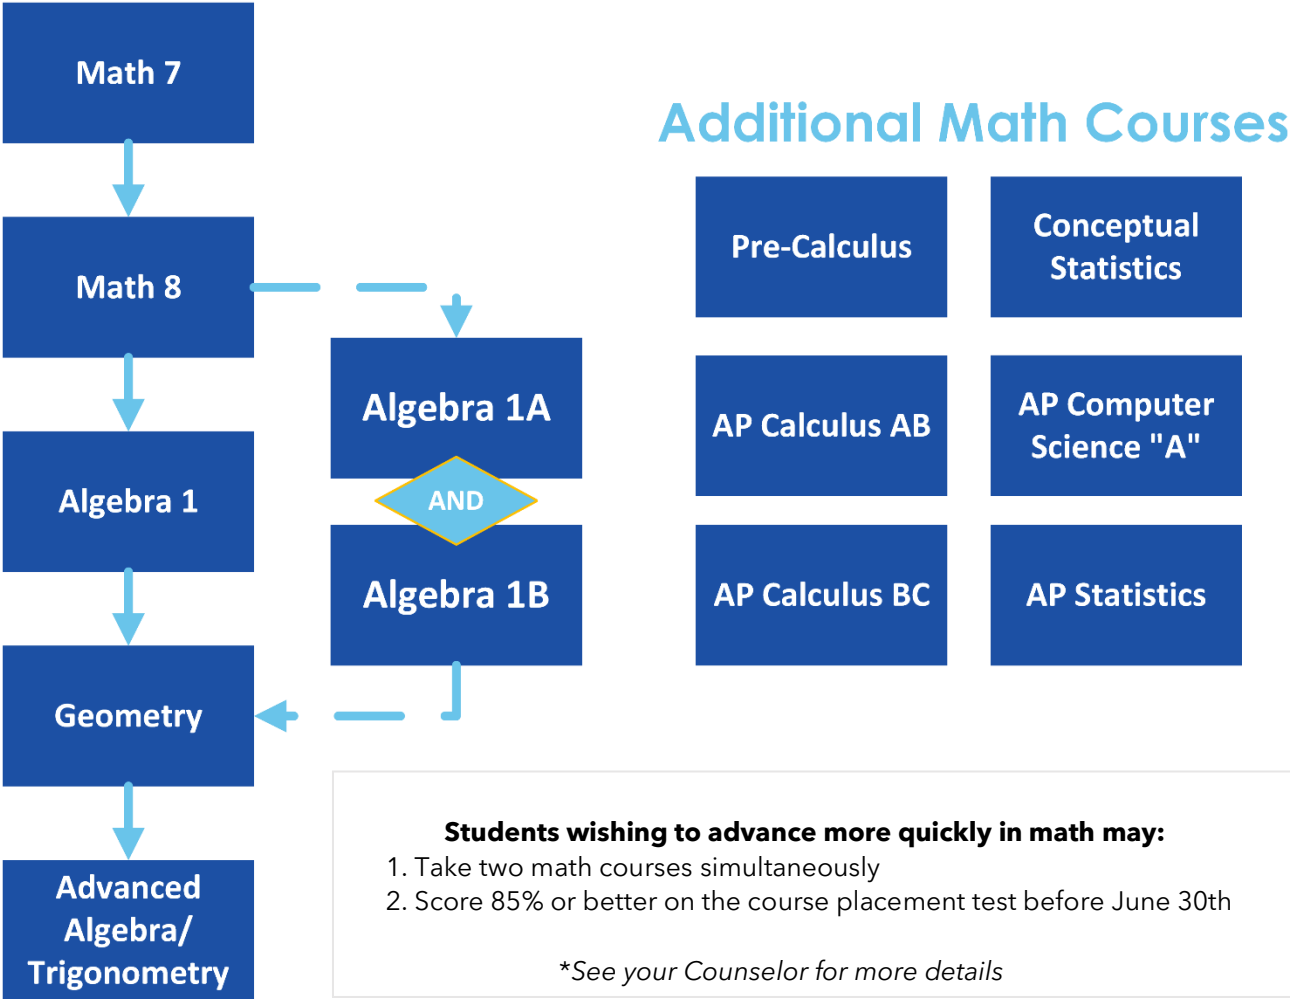 Math 7
Math 8
Algebra 1
Geometry
Advanced
Algebra/
Trigonometry
Algebra 1A
AND
Algebra 1B
Additional Math Courses
Pre-Calculus
Conceptual
Statistics
AP Calculus AB
AP Computer
Science "A"
AP Calculus BC
AP Statistics
Students wishing to advance more quickly in math may:
1. Take two math courses simultaneously
2. Score 85% or better on the course placement test before June 30th
*See your Counselor for more details